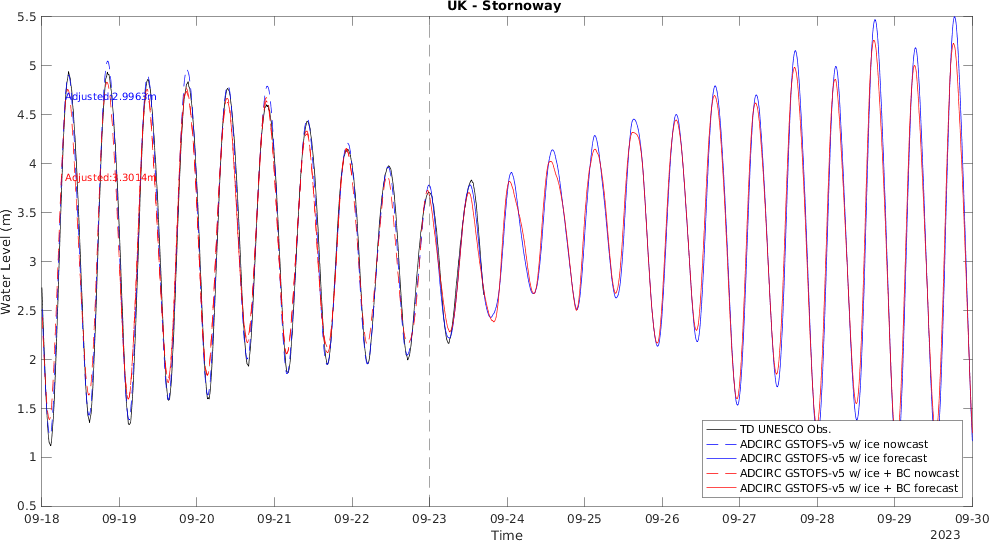 UK - Stornoway
5.5
5
4.5
4
3.5
3
2.5
2
1.5
1
0.5
Water Level (m)
Adjusted:2.9963m
Adjusted:3.3014m
TD UNESCO Obs.
ADCIRC GSTOFS-v5 w/ ice nowcast
ADCIRC GSTOFS-v5 w/ ice forecast
ADCIRC GSTOFS-v5 w/ ice + BC nowcast
ADCIRC GSTOFS-v5 w/ ice + BC forecast
09-18 09-19 09-20 09-21 09-22 09-23 09-24 09-25 09-26 09-27 09-28 09-29 09-30
Time
2023